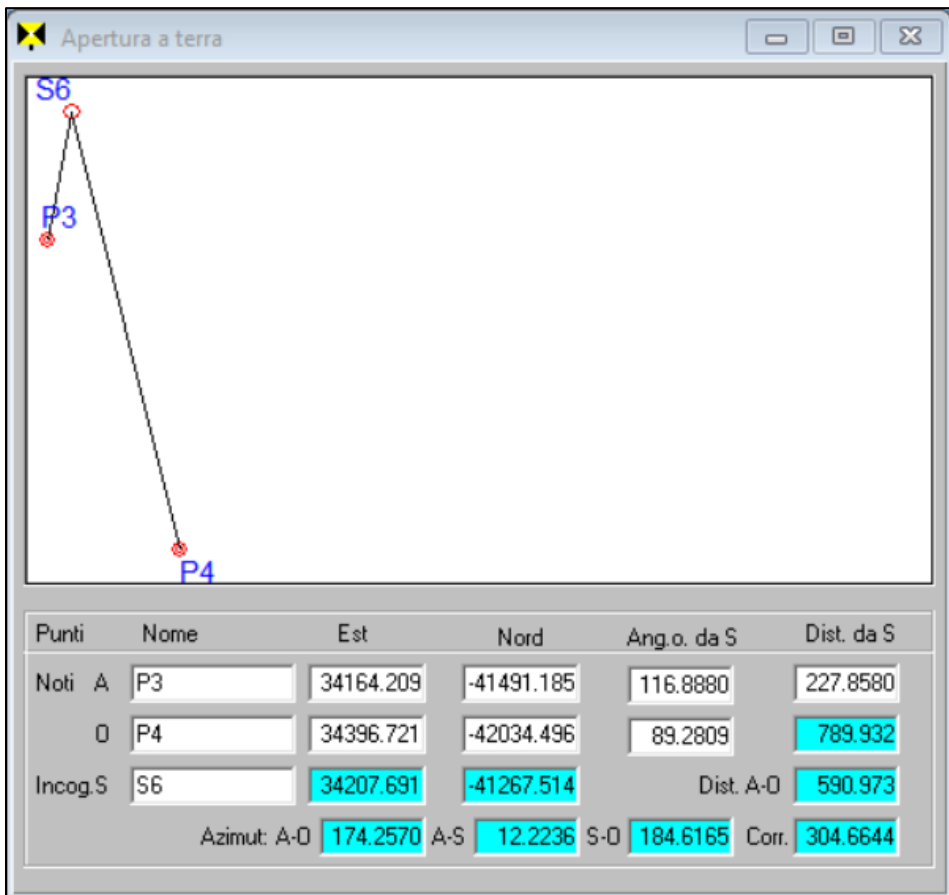 Apertura a terra
S6
P3
P4
Punti Nome Est Nord Ang.o. da S Dist. da S
Noti A P3 34164.209 -41491.185 116.8880 227.8580
O P4 34396.721 -42034.496 89.2809 789.932
Incog.S S6 34207.691 -41267.514 Dist. A-O 590.973
Azimut: A-O 174.2570 A-S 12.2236 S-O 184.6165 Corr. 304.6644